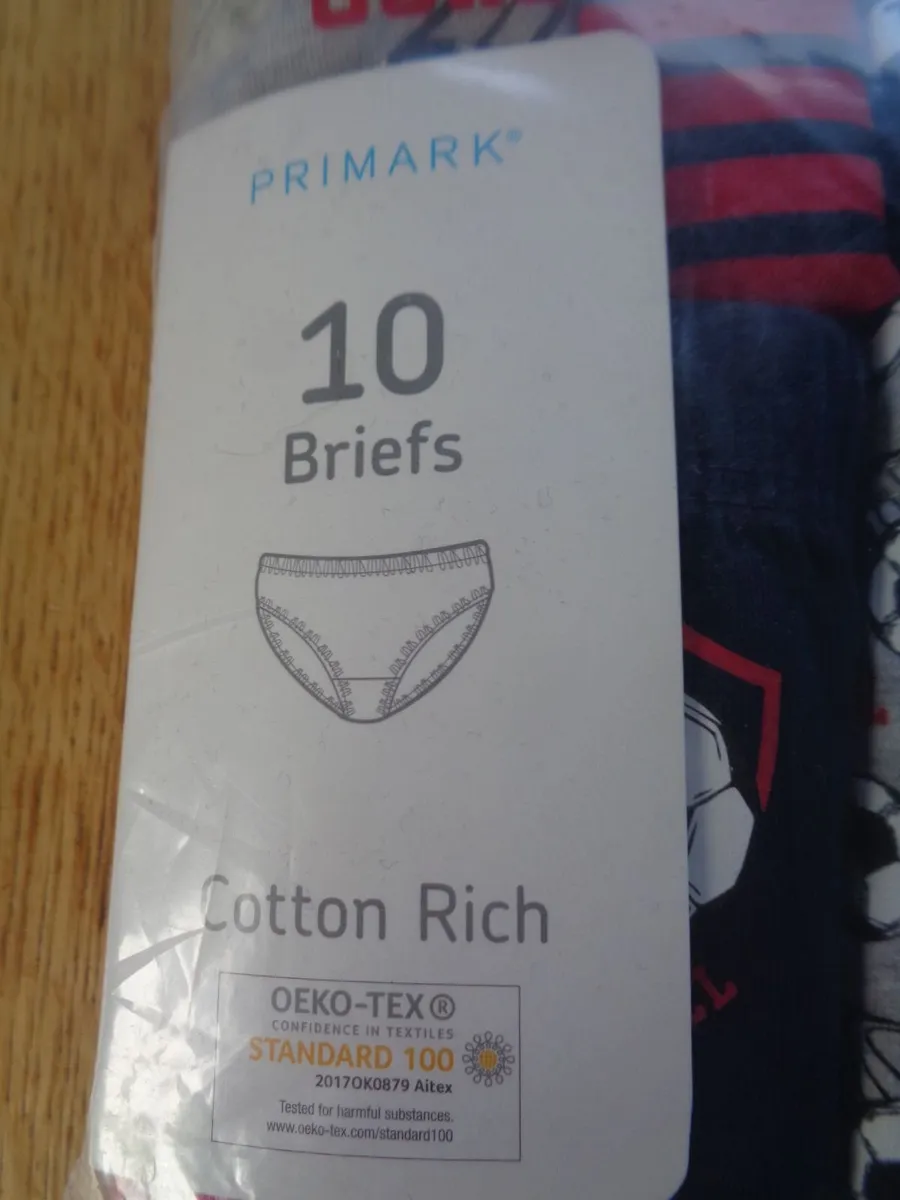 PRIMARK®
10
Briefs
Cotton Rich
OEKO-TEX®
CONFIDENCE IN TEXTILES
STANDARD 100
2017OK0879 Aitex
Tested for harmful substances.
www.oeko-tex.com/standard100